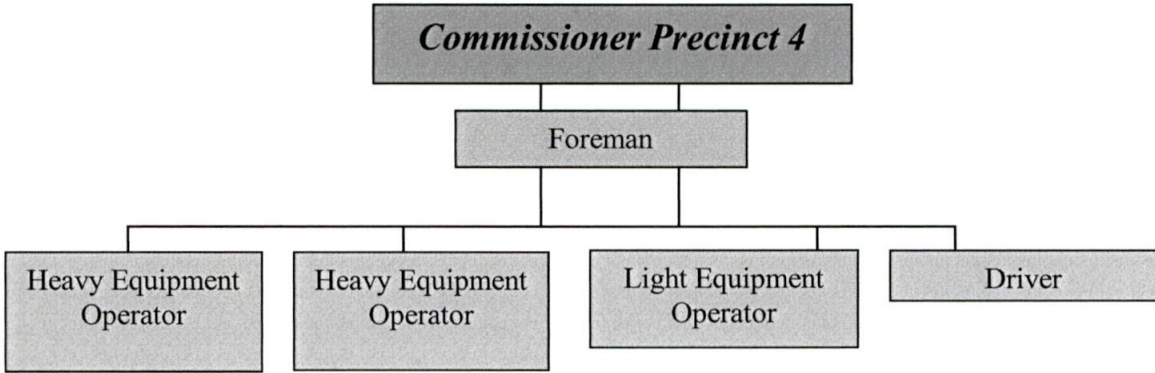 Commissioner Precinct 4
Foreman
Heavy Equipment
Operator
Heavy Equipment
Operator
Light Equipment
Operator
Driver